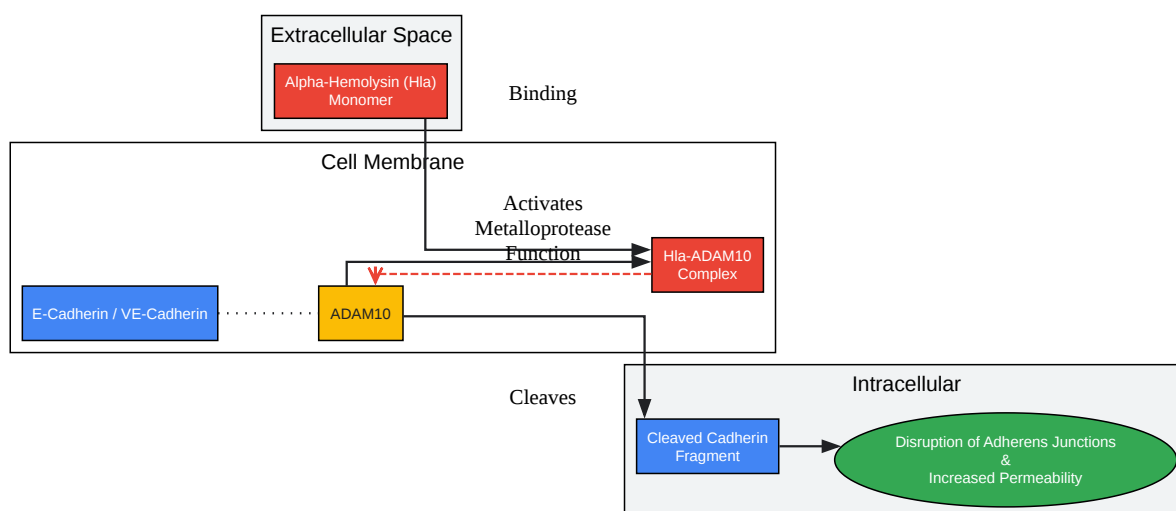 Extracellular Space
Alpha-Hemolysin (Hla)
Monomer
Binding
Cell Membrane
Activates
Metalloprotease
Function
Hla-ADAM10
Complex
E-Cadherin / VE-Cadherin
ADAM10
Cleaves
Intracellular
Cleaved Cadherin
Fragment
Disruption of Adherens Junctions
&
Increased Permeability